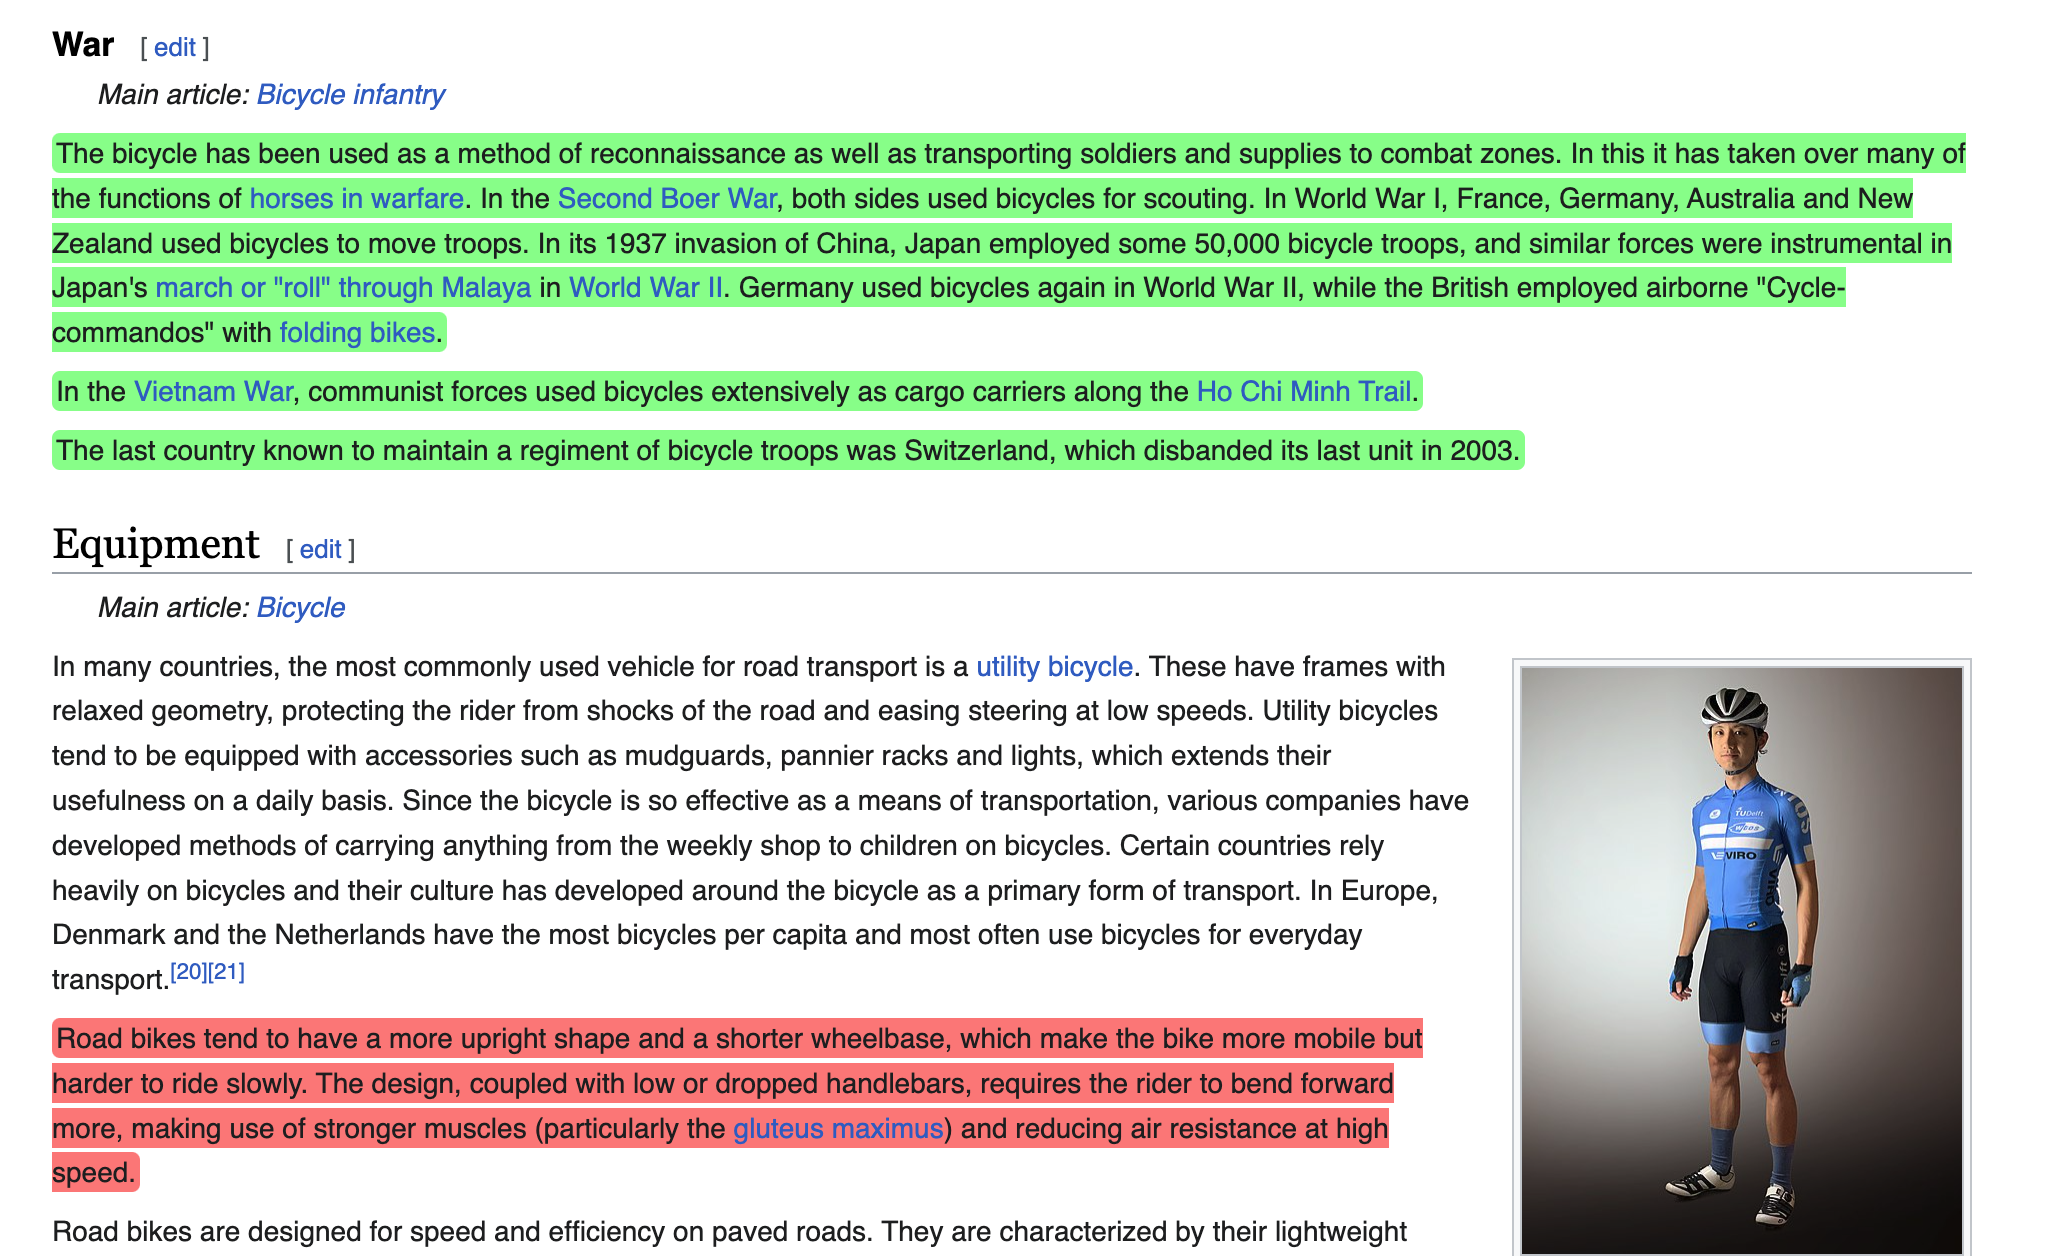 War [ edit ]
Main article: Bicycle infantry
The bicycle has been used as a method of reconnaissance as well as transporting soldiers and supplies to combat zones. In this it has taken over many of
the functions of horses in warfare. In the Second Boer War, both sides used bicycles for scouting. In World War I, France, Germany, Australia and New
Zealand used bicycles to move troops. In its 1937 invasion of China, Japan employed some 50,000 bicycle troops, and similar forces were instrumental in
Japan's march or "roll" through Malaya in World War II. Germany used bicycles again in World War II, while the British employed airborne "Cycle-
commandos" with folding bikes.
In the Vietnam War, communist forces used bicycles extensively as cargo carriers along the Ho Chi Minh Trail.
The last country known to maintain a regiment of bicycle troops was Switzerland, which disbanded its last unit in 2003.
Equipment [ edit ]
Main article: Bicycle
In many countries, the most commonly used vehicle for road transport is a utility bicycle. These have frames with
relaxed geometry, protecting the rider from shocks of the road and easing steering at low speeds. Utility bicycles
tend to be equipped with accessories such as mudguards, pannier racks and lights, which extends their
usefulness on a daily basis. Since the bicycle is so effective as a means of transportation, various companies have
developed methods of carrying anything from the weekly shop to children on bicycles. Certain countries rely
heavily on bicycles and their culture has developed around the bicycle as a primary form of transport. In Europe,
Denmark and the Netherlands have the most bicycles per capita and most often use bicycles for everyday
transport.[20][21]
Road bikes tend to have a more upright shape and a shorter wheelbase, which make the bike more mobile but
harder to ride slowly. The design, coupled with low or dropped handlebars, requires the rider to bend forward
more, making use of stronger muscles (particularly the gluteus maximus) and reducing air resistance at high
speed.
Road bikes are designed for speed and efficiency on paved roads. They are characterized by their lightweight
TUDelft
VIRO